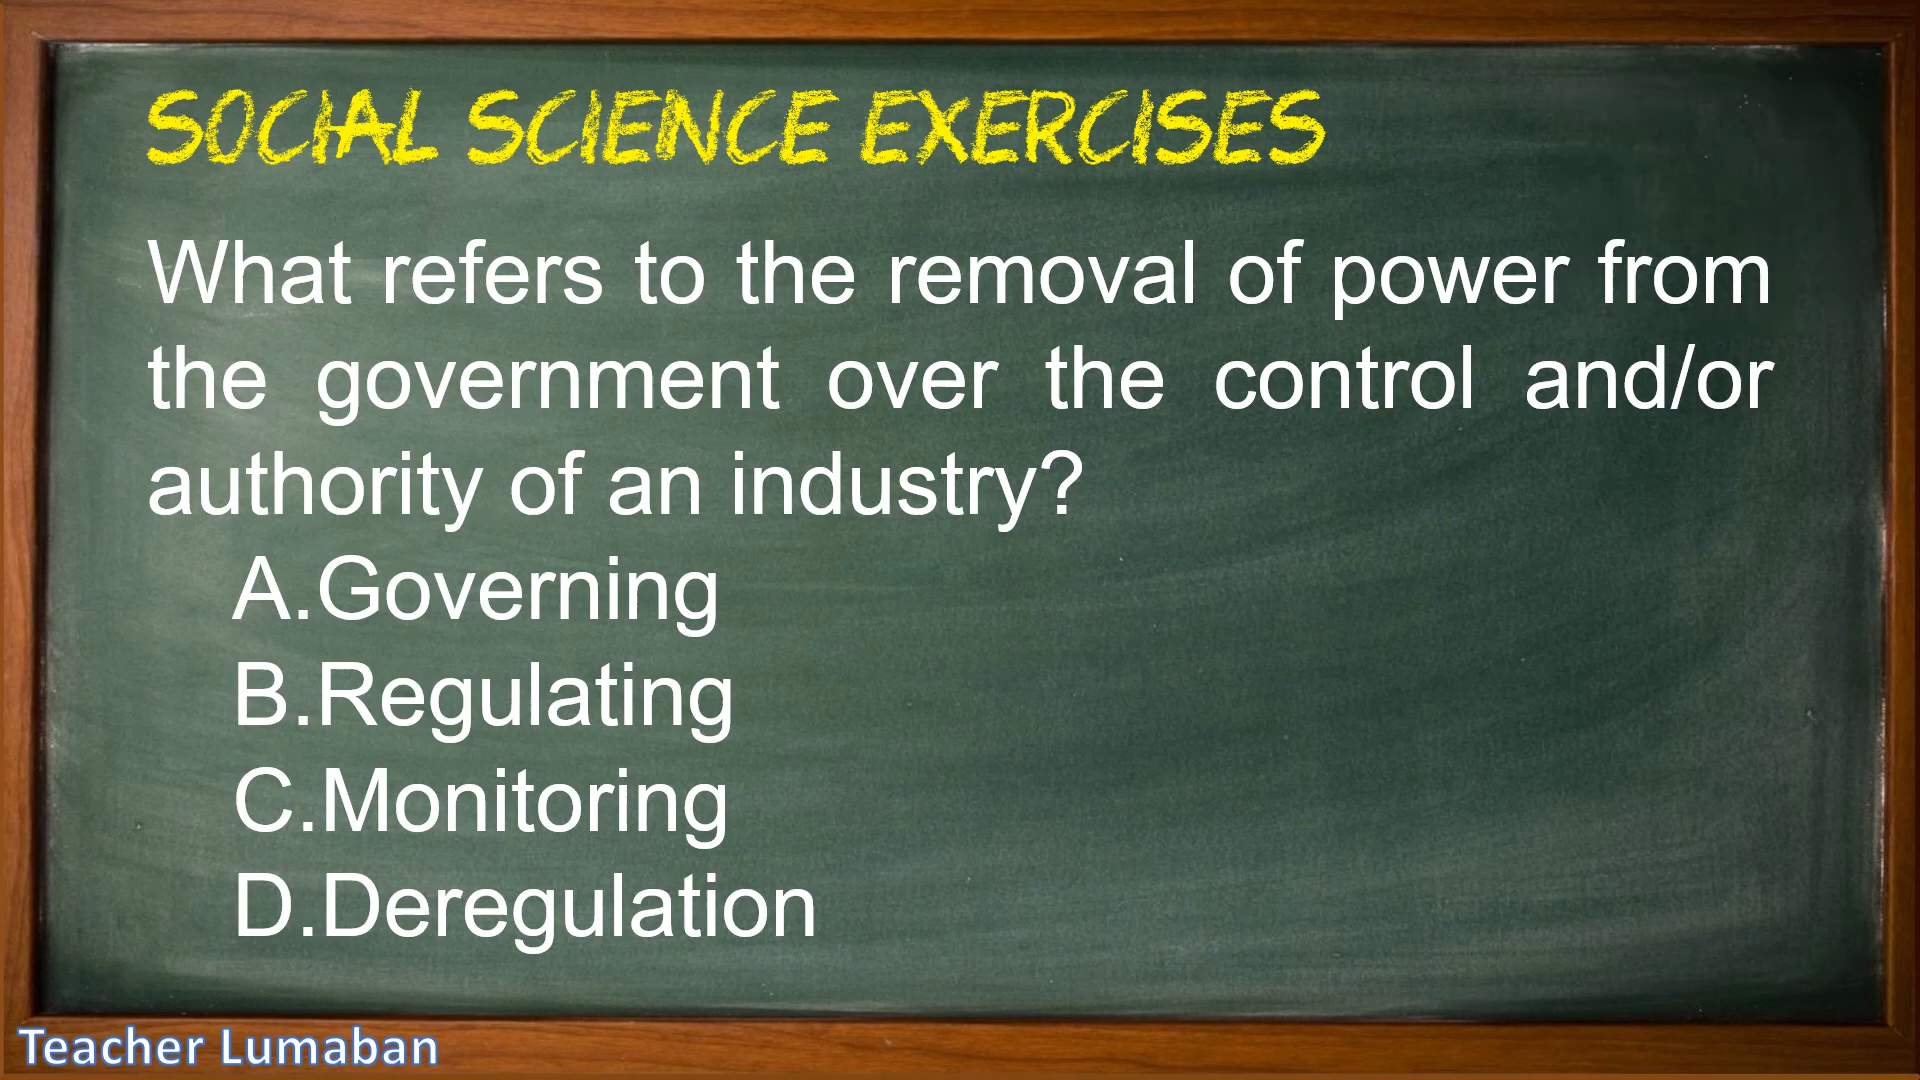 SOCIAL SCIENCE EXERCISES
What refers to the removal of power from
the government over the control and/or
authority of an industry?
A.Governing
B.Regulating
C.Monitoring
D.Deregulation
Teacher Lumaban